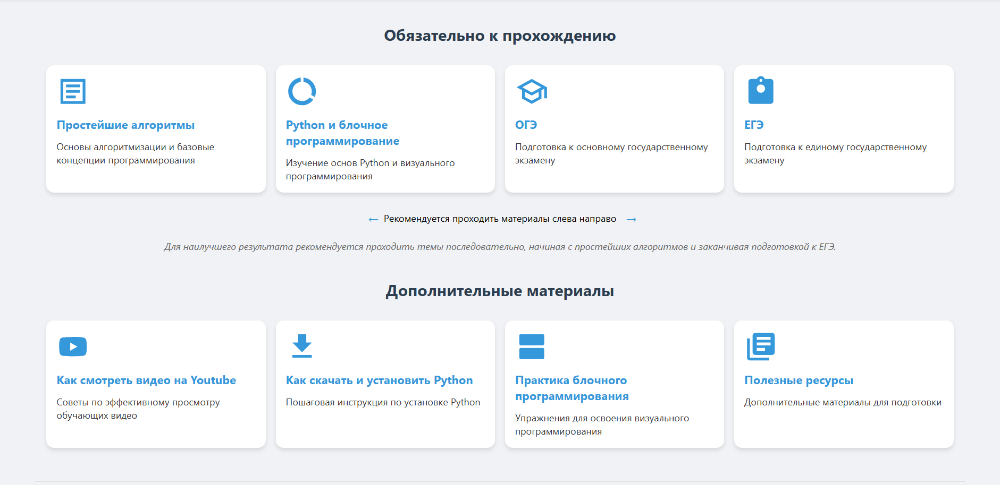 Обязательно к прохождению
Простейшие алгоритмы
Основы алгоритмизации и базовые
концепции программирования
Python и блочное
программирование
Изучение основ Python и визуального
программирования
ОГЭ
Подготовка к основному государственному
экзамену
ЕГЭ
Подготовка к единому государственному
экзамену
← Рекомендуется проходить материалы слева направо →
Для наилучшего результата рекомендуется проходить темы последовательно, начиная с простейших алгоритмов и заканчивая подготовкой к ЕГЭ.
Дополнительные материалы
Как смотреть видео на Youtube
Советы по эффективному просмотру
обучающих видео
Как скачать и установить Python
Пошаговая инструкция по установке Python
Практика блочного
программирования
Упражнения для освоения визуального
программирования
Полезные ресурсы
Дополнительные материалы для подготовки